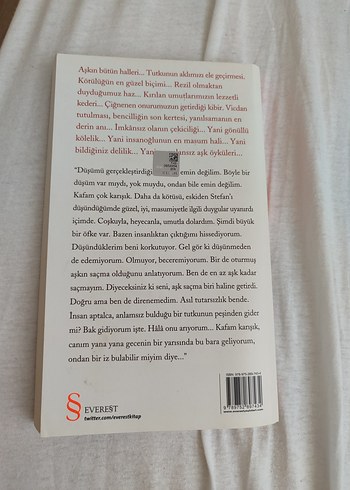 Aşkın bütün halleri... Tutkunun aklımızı ele geçirmesi.
Kötülüğün en güzel biçimi... Rezil olmaktan
duyduğumuz haz... Kırılan umutlarımızın lezzetli
kederi... Çiğnenen onurumuzun getirdiği kibir. Vicdan
tutulması, bencilliğin son kertesi, yanılsamanın en
derin anı... İmkânsız olanın çekiciliği... Yani gönüllü
kölelik... Yani insanoğlunun en masum hali... Yani
bildiğiniz delilik... Yani aşk öyküleri...
"Düşümü gerçekleştirdiği emin değilim. Böyle bir
düşüm var mıydı, yok muydu, ondan bile emin değilim.
Kafam çok karışık. Daha da kötüsü, eskiden Stefan'ı
düşündüğümde güzel, iyi, masumiyetle ilgili duygular uyanırdı
içimde. Coşkuyla, heyecanla, umutla dolardım. Şimdi büyük
bir öfke var. Bazen insanlıktan çıktığımı hissediyorum.
Düşündüklerim beni korkutuyor. Gel gör ki düşünmeden
de edemiyorum. Olmuyor, beceremiyorum. Bir de oturmuş
aşkın saçma olduğunu anlatıyorum. Ben de en az aşk kadar
saçmayım. Diyeceksiniz ki seni, aşk saçma biri haline getirdi.
Doğru ama ben de direnemedim. Asıl tutarsızlık bende.
İnsan aptalca, anlamsız bulduğu bir tutkunun peşinden gider
mi? Bak gidiyorum işte. Hâlâ onu arıyorum... Kafam karışık,
canım yana yana gecenin bir yarısında bu bara geliyorum,
ondan bir iz bulabilir miyim diye..."
EVEREST
twitter.com/everestkitap